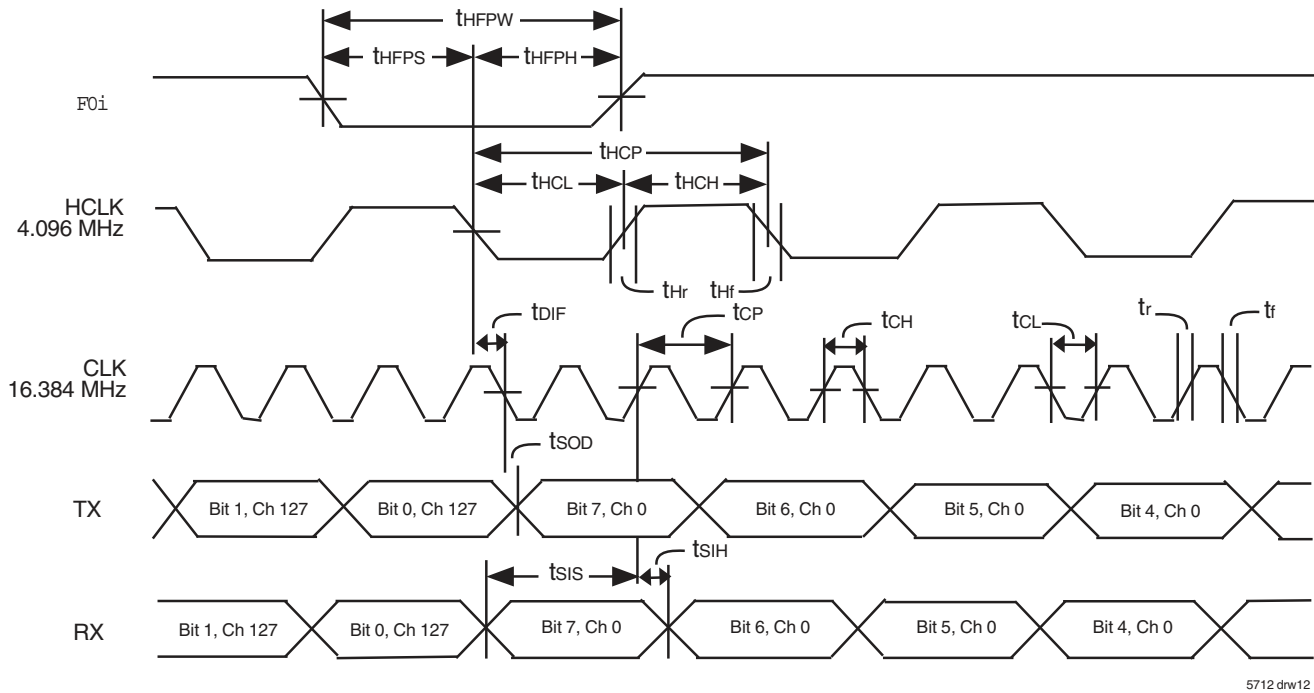 tHFPW
tHFPS
tHFPH
F0i
tHCP
tHCL
tHCH
HCLK
4.096 MHz
tHr
tHf
tDIF
tCP
tCH
tCL
tr
tf
CLK
16.384 MHz
tSOD
TX
Bit 1, Ch 127
Bit 0, Ch 127
Bit 7, Ch 0
Bit 6, Ch 0
Bit 5, Ch 0
Bit 4, Ch 0
tSIS
tSIH
RX
Bit 1, Ch 127
Bit 0, Ch 127
Bit 7, Ch 0
Bit 6, Ch 0
Bit 5, Ch 0
Bit 4, Ch 0
5712 drw12